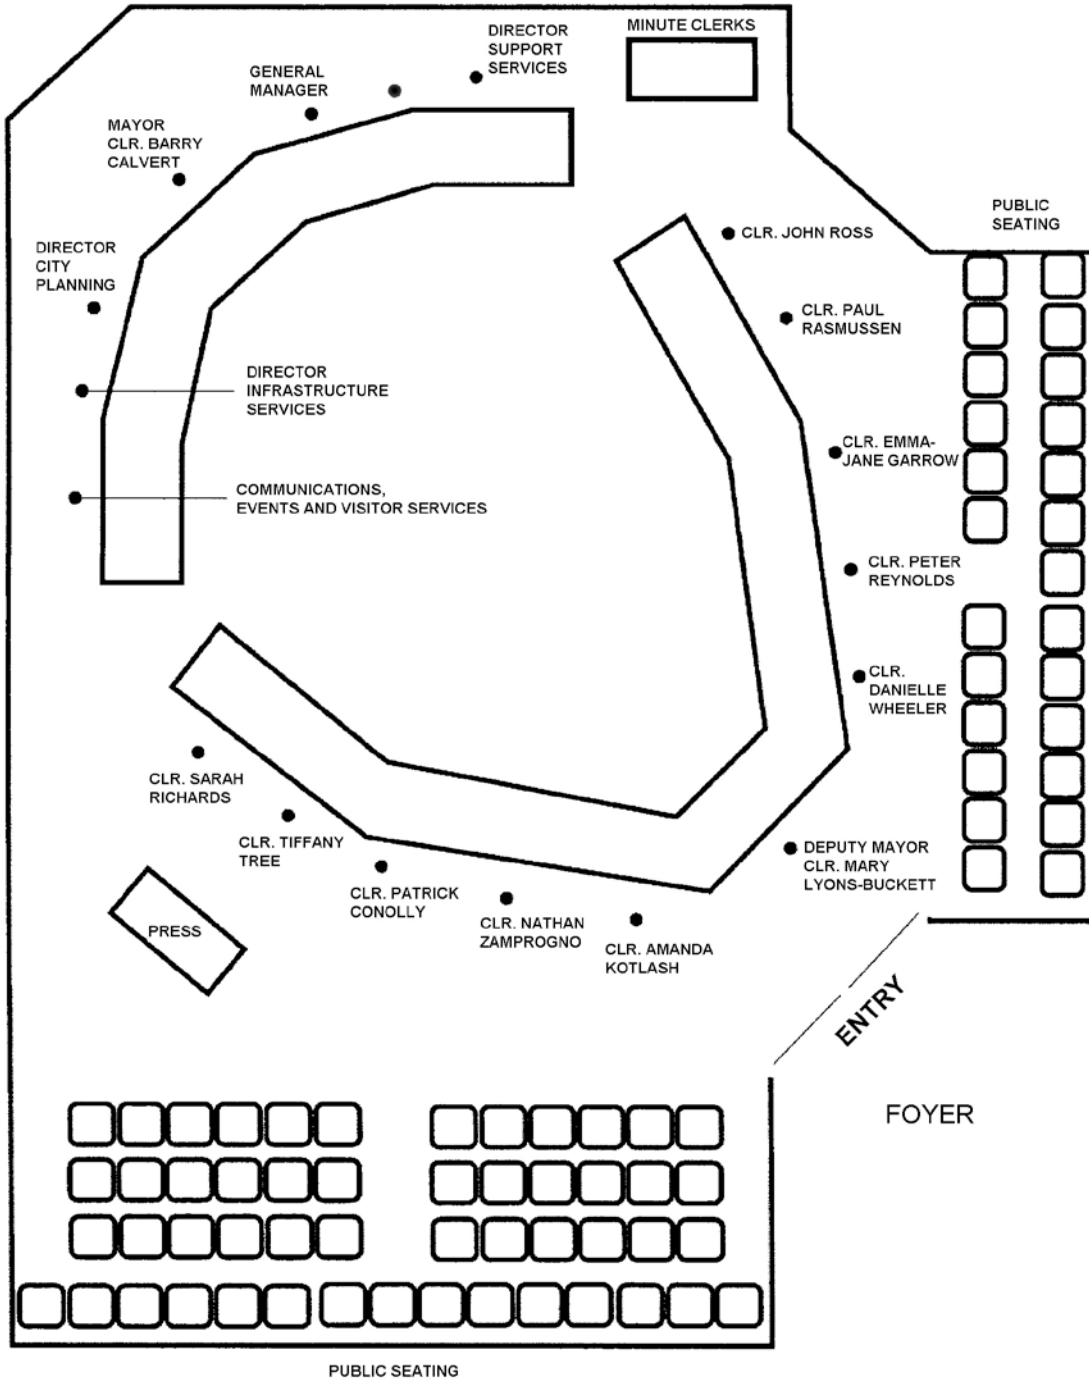 DIRECTOR
SUPPORT
SERVICES
MINUTE CLERKS
GENERAL
MANAGER
MAYOR
CLR. BARRY
CALVERT
PUBLIC
SEATING
CLR. JOHN ROSS
DIRECTOR
CITY
PLANNING
CLR. PAUL
RASMUSSEN
DIRECTOR
INFRASTRUCTURE
SERVICES
CLR. EMMA-
JANE GARROW
COMMUNICATIONS,
EVENTS AND VISITOR SERVICES
CLR. PETER
REYNOLDS
CLR.
DANIELLE
WHEELER
CLR. SARAH
RICHARDS
CLR. TIFFANY
TREE
DEPUTY MAYOR
CLR. MARY
LYONS-BUCKETT
CLR. PATRICK
CONOLLY
CLR. NATHAN
ZAMPROGNO
CLR. AMANDA
KOTLASH
PRESS
ENTRY
FOYER
PUBLIC SEATING